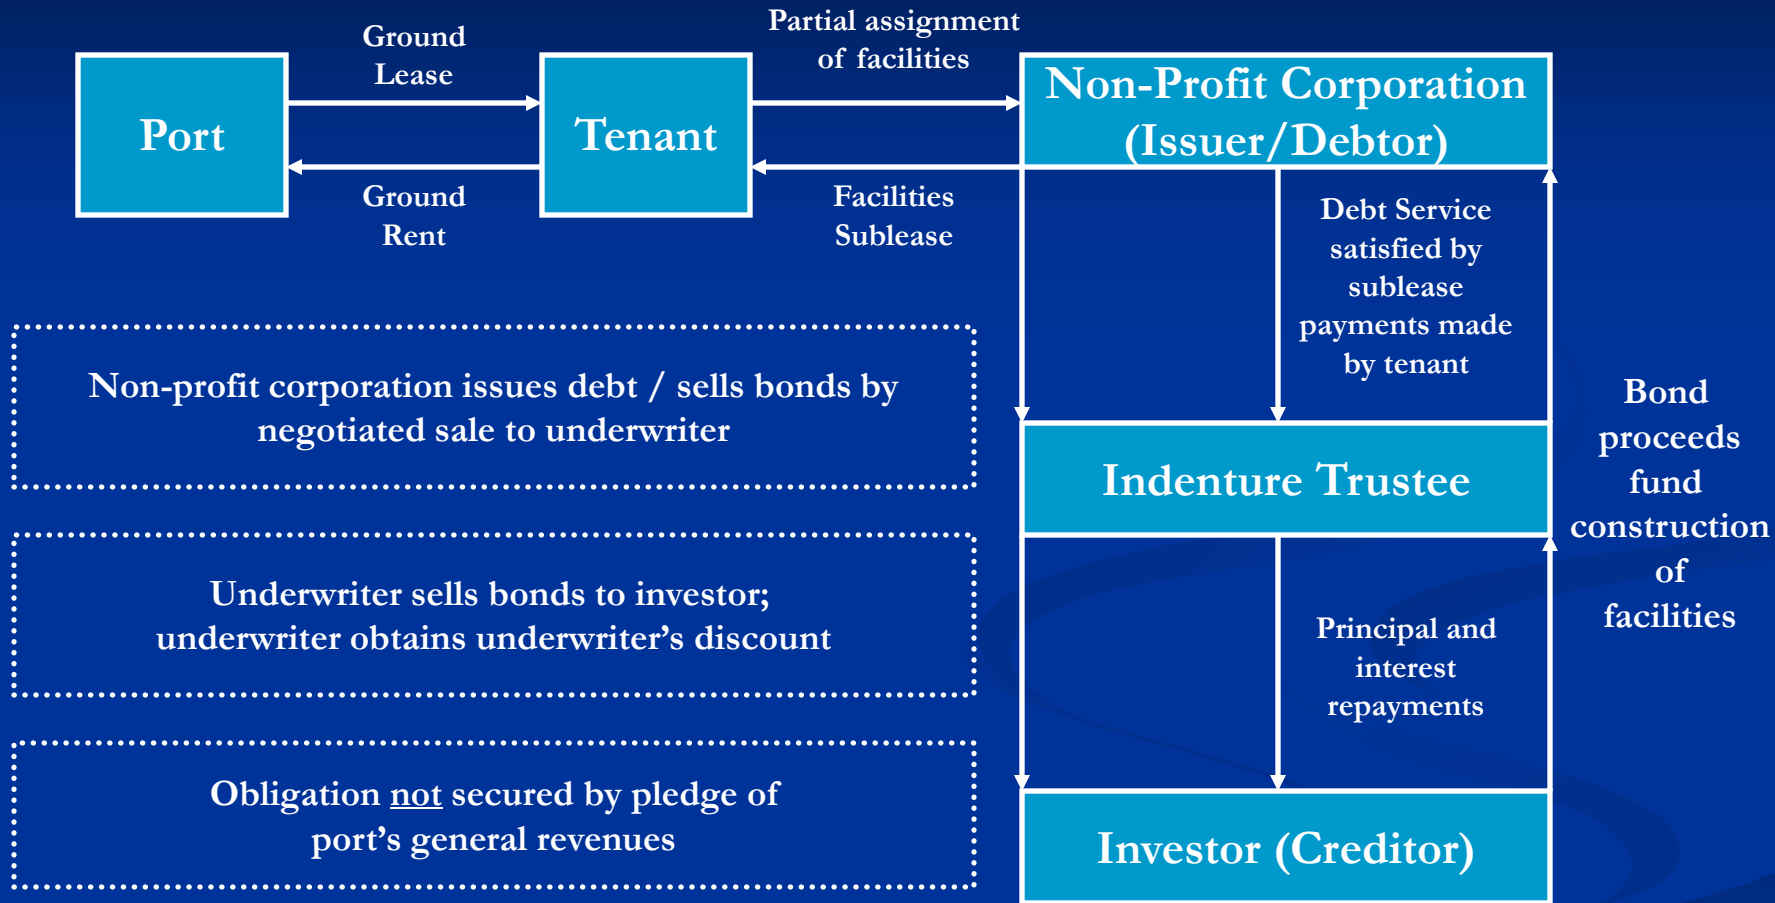 Ground
Lease
Partial assignment
of facilities
Port
Tenant
Non-Profit Corporation
(Issuer/Debtor)
Ground
Rent
Facilities
Sublease
Debt Service
satisfied by
sublease
payments made
by tenant
Non-profit corporation issues debt / sells bonds by
negotiated sale to underwriter
Bond
proceeds
fund
construction
of
facilities
Indenture Trustee
Underwriter sells bonds to investor;
underwriter obtains underwriter’s discount
Principal and
interest
repayments
Obligation not secured by pledge of
port’s general revenues
Investor (Creditor)